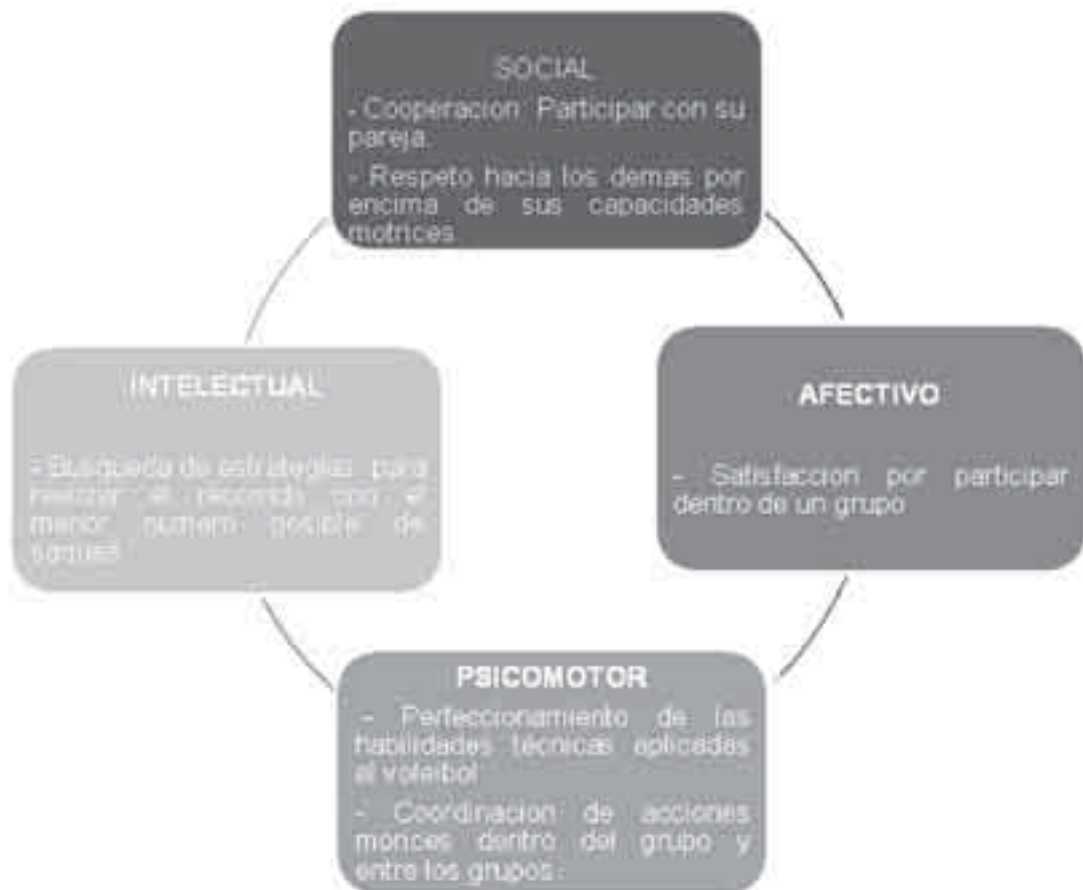 SOCIAL
- Cooperacion Participar con su
pareja.
- Respeto hacia los demas por
encima de sus capacidades
motrices
INTELECTUAL
- Busqueda de estrategias para
realizar el recorrido con el
menor numero posible de
saques
AFECTIVO
- Satisfaccion por participar
dentro de un grupo
PSICOMOTOR
- Perfeccionamiento de las
habilidades técnicas aplicadas
al voleibol
- Coordinacion de acciones
morices dentro del grupo y
entre los grupos